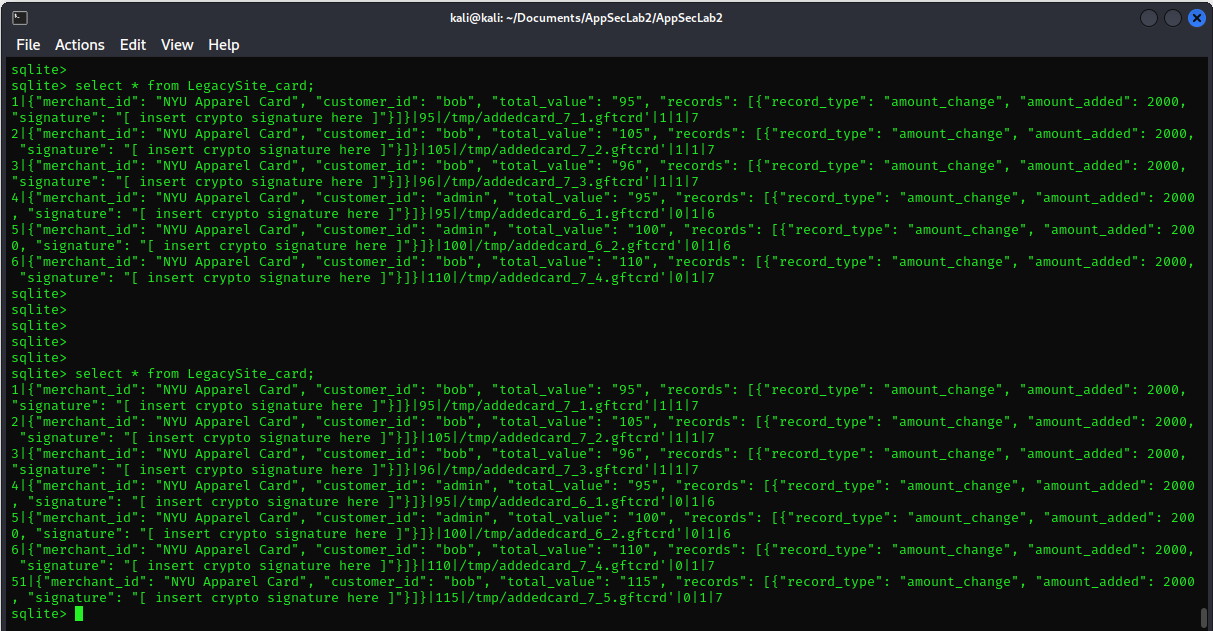 kali@kali: ~/Documents/AppSecLab2/AppSecLab2
File Actions Edit View Help
sqlite>
sqlite> select * from LegacySite_card;
1|{"merchant_id": "NYU Apparel Card", "customer_id": "bob", "total_value": "95", "records": [{"record_type": "amount_change", "amount_added": 2000,
"signature": "[ insert crypto signature here ]"}]}|95|/tmp/addedcard_7_1.gftcrd'|1|1|7
2|{"merchant_id": "NYU Apparel Card", "customer_id": "bob", "total_value": "105", "records": [{"record_type": "amount_change", "amount_added": 2000,
 "signature": "[ insert crypto signature here ]"}]}|105|/tmp/addedcard_7_2.gftcrd'|1|1|7
3|{"merchant_id": "NYU Apparel Card", "customer_id": "bob", "total_value": "96", "records": [{"record_type": "amount_change", "amount_added": 2000,
"signature": "[ insert crypto signature here ]"}]}|96|/tmp/addedcard_7_3.gftcrd'|1|1|7
4|{"merchant_id": "NYU Apparel Card", "customer_id": "admin", "total_value": "95", "records": [{"record_type": "amount_change", "amount_added": 2000
, "signature": "[ insert crypto signature here ]"}]}|95|/tmp/addedcard_6_1.gftcrd'|0|1|6
5|{"merchant_id": "NYU Apparel Card", "customer_id": "admin", "total_value": "100", "records": [{"record_type": "amount_change", "amount_added": 200
0, "signature": "[ insert crypto signature here ]"}]}|100|/tmp/addedcard_6_2.gftcrd'|0|1|6
6|{"merchant_id": "NYU Apparel Card", "customer_id": "bob", "total_value": "110", "records": [{"record_type": "amount_change", "amount_added": 2000,
 "signature": "[ insert crypto signature here ]"}]}|110|/tmp/addedcard_7_4.gftcrd'|0|1|7
sqlite>
sqlite>
sqlite>
sqlite>
sqlite>
sqlite> select * from LegacySite_card;
1|{"merchant_id": "NYU Apparel Card", "customer_id": "bob", "total_value": "95", "records": [{"record_type": "amount_change", "amount_added": 2000,
"signature": "[ insert crypto signature here ]"}]}|95|/tmp/addedcard_7_1.gftcrd'|1|1|7
2|{"merchant_id": "NYU Apparel Card", "customer_id": "bob", "total_value": "105", "records": [{"record_type": "amount_change", "amount_added": 2000,
 "signature": "[ insert crypto signature here ]"}]}|105|/tmp/addedcard_7_2.gftcrd'|1|1|7
3|{"merchant_id": "NYU Apparel Card", "customer_id": "bob", "total_value": "96", "records": [{"record_type": "amount_change", "amount_added": 2000,
"signature": "[ insert crypto signature here ]"}]}|96|/tmp/addedcard_7_3.gftcrd'|1|1|7
4|{"merchant_id": "NYU Apparel Card", "customer_id": "admin", "total_value": "95", "records": [{"record_type": "amount_change", "amount_added": 2000
, "signature": "[ insert crypto signature here ]"}]}|95|/tmp/addedcard_6_1.gftcrd'|0|1|6
5|{"merchant_id": "NYU Apparel Card", "customer_id": "admin", "total_value": "100", "records": [{"record_type": "amount_change", "amount_added": 200
0, "signature": "[ insert crypto signature here ]"}]}|100|/tmp/addedcard_6_2.gftcrd'|0|1|6
6|{"merchant_id": "NYU Apparel Card", "customer_id": "bob", "total_value": "110", "records": [{"record_type": "amount_change", "amount_added": 2000,
 "signature": "[ insert crypto signature here ]"}]}|110|/tmp/addedcard_7_4.gftcrd'|0|1|7
51|{"merchant_id": "NYU Apparel Card", "customer_id": "bob", "total_value": "115", "records": [{"record_type": "amount_change", "amount_added": 2000
, "signature": "[ insert crypto signature here ]"}]}|115|/tmp/addedcard_7_5.gftcrd'|0|1|7
sqlite>